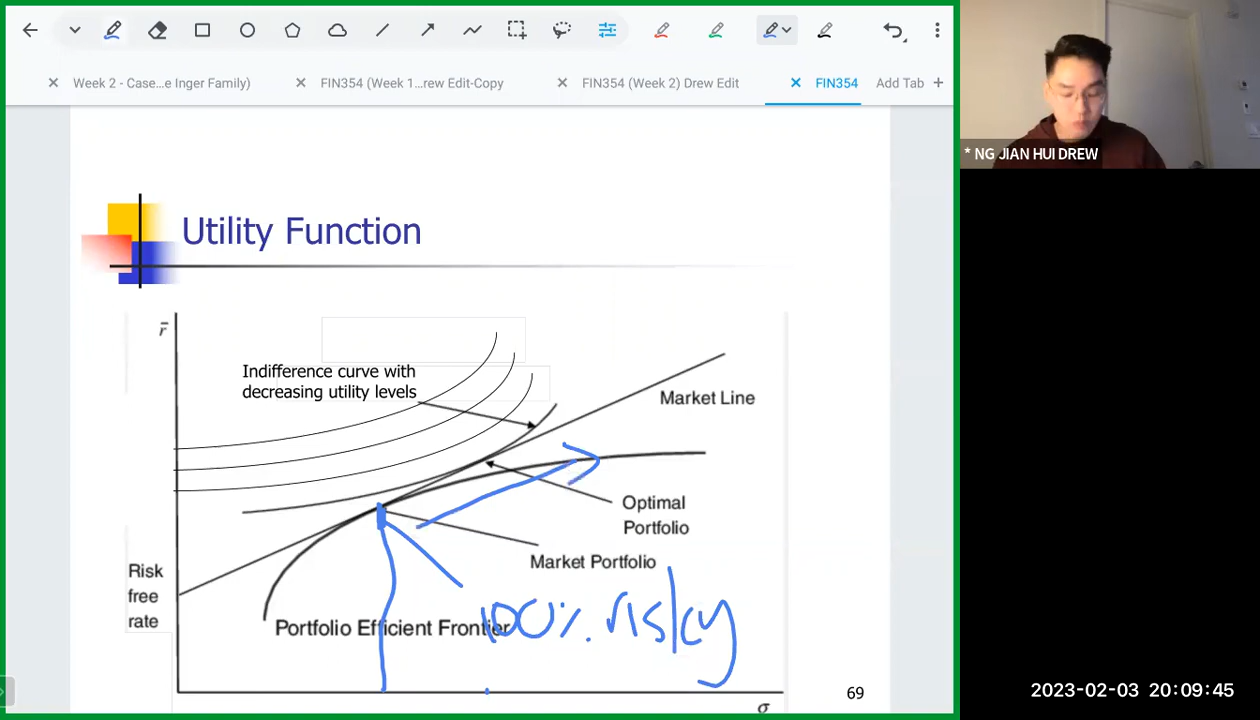 Week 2 - Case...e Inger Family)
FIN354 (Week 1...rew Edit-Copy
FIN354 (Week 2) Drew Edit
FIN354
Add Tab
* NG JIAN HUI DREW
Utility Function
r̄
Indifference curve with
decreasing utility levels
Market Line
Optimal
Portfolio
Market Portfolio
Risk
free
rate
Portfolio Efficient Frontier
100% risky
69
σ
2023-02-03 20:09:45